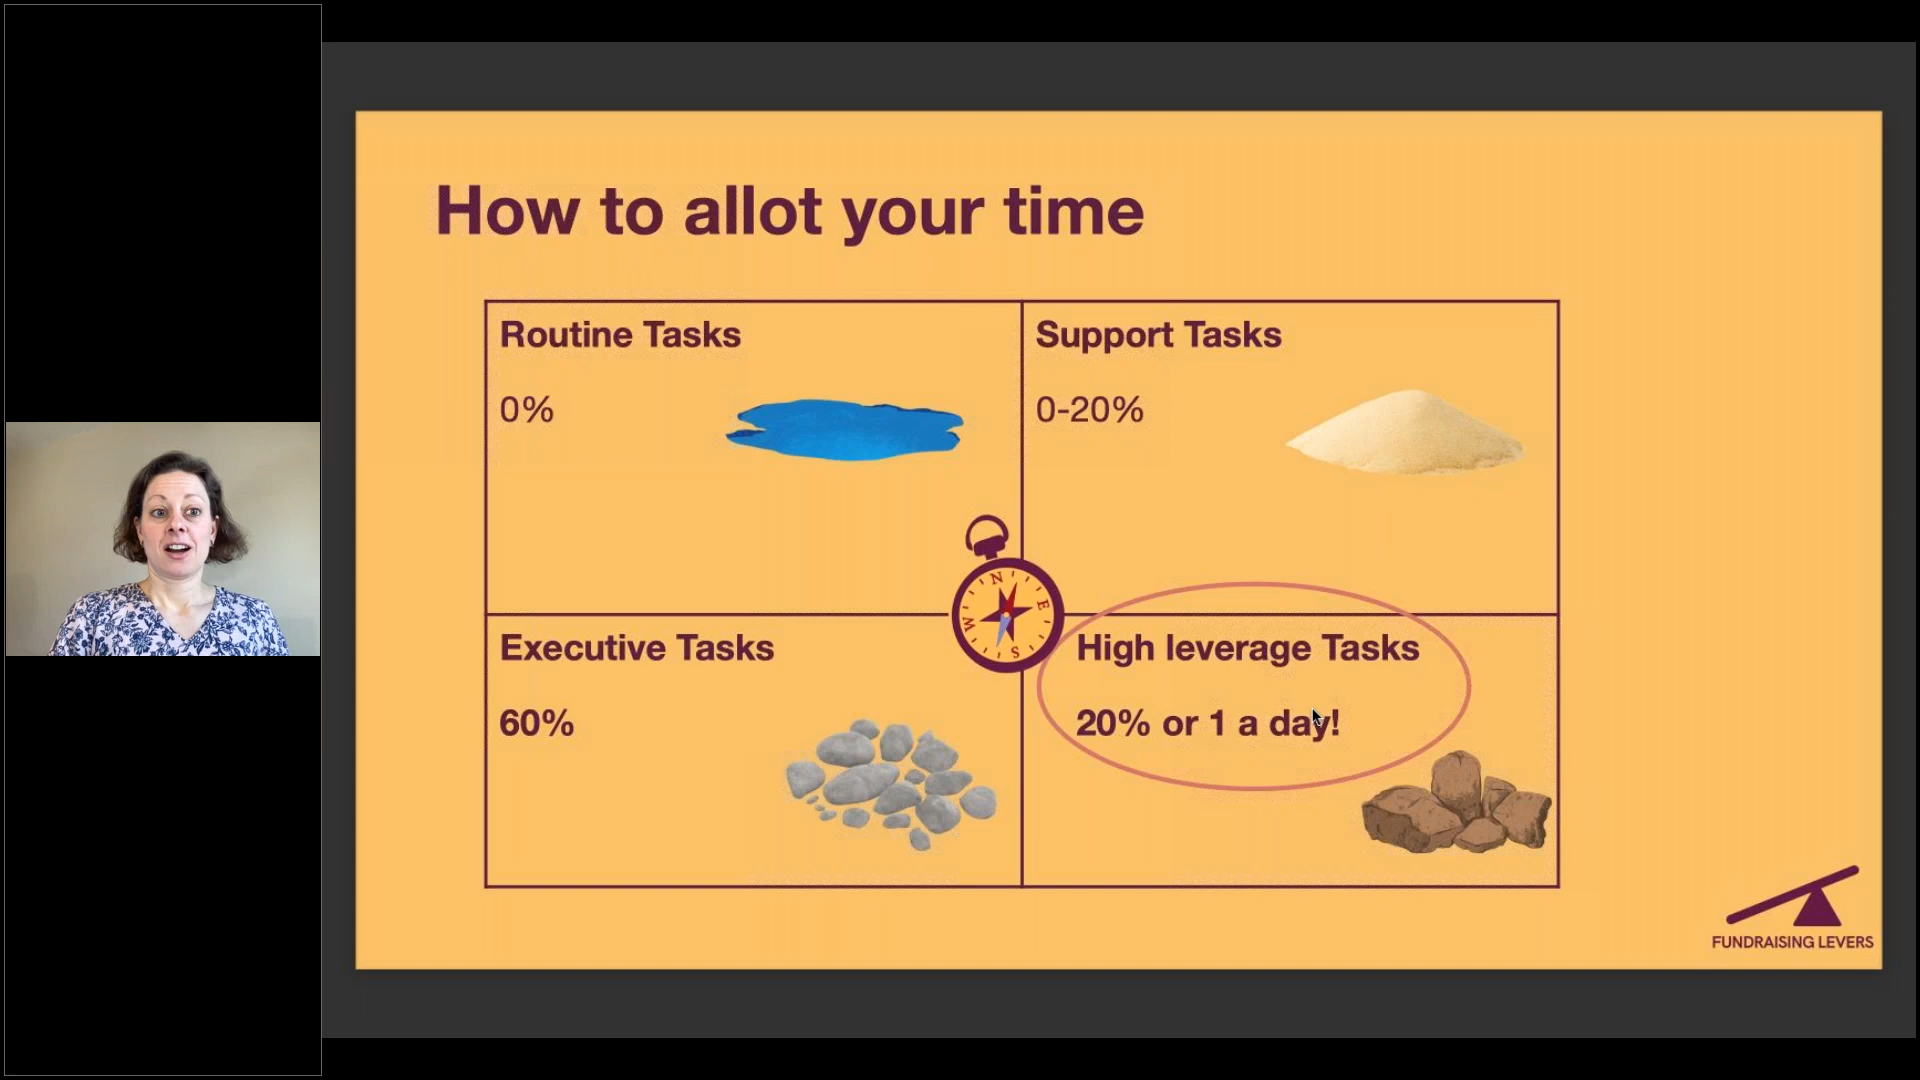 How to allot your time
Routine Tasks
0%
Support Tasks
0-20%
N
E
S
W
Executive Tasks
60%
High leverage Tasks
20% or 1 a day!
FUNDRAISING LEVERS